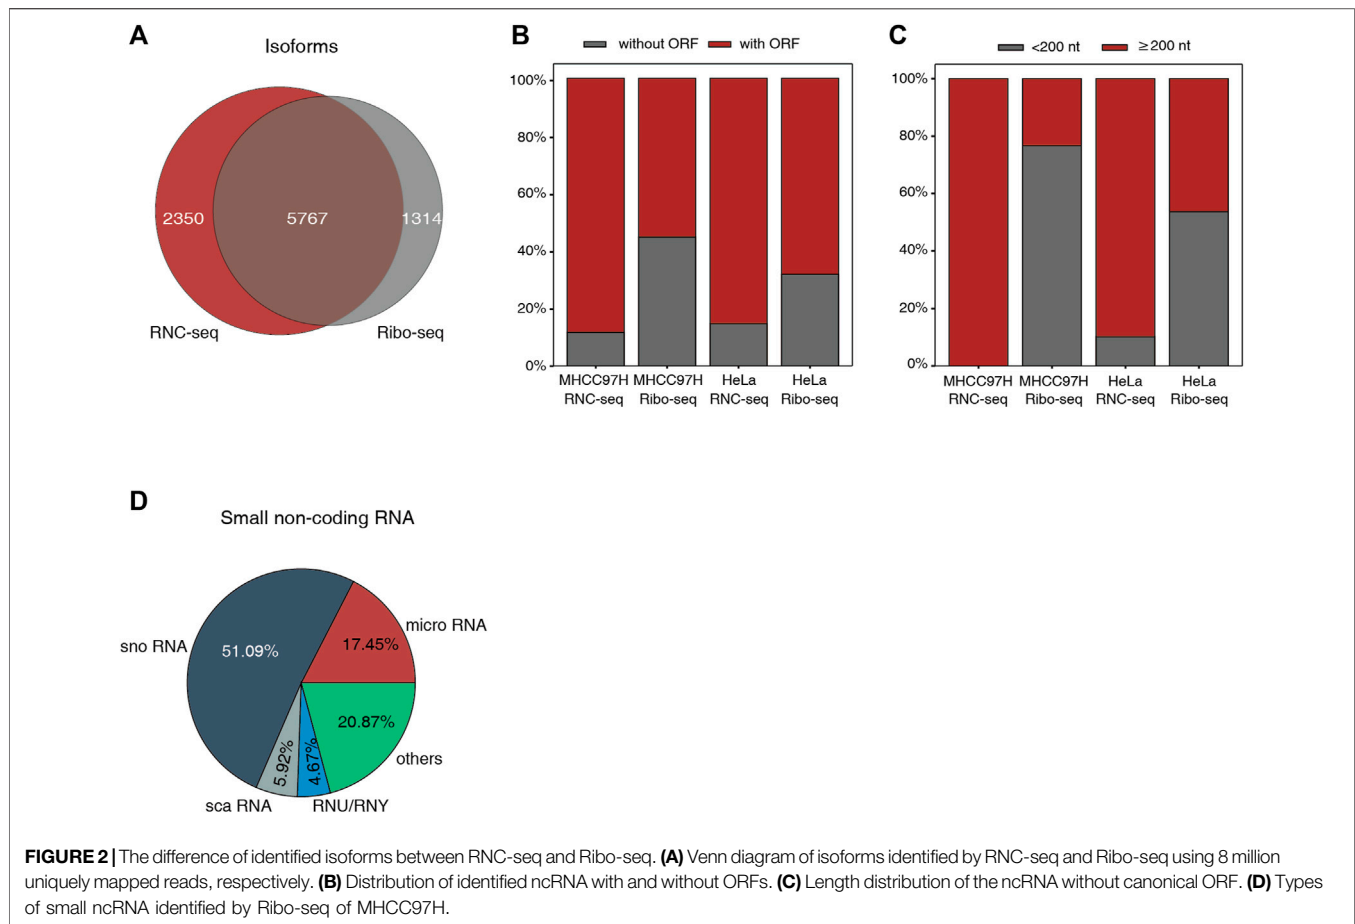 A
Isoforms
2350
5767
1314
RNC-seq
Ribo-seq
B
without ORF
with ORF
100%
80%
60%
40%
20%
0%
MHCC97H
RNC-seq
MHCC97H
Ribo-seq
HeLa
RNC-seq
HeLa
Ribo-seq
C
<200 nt
≥200 nt
100%
80%
60%
40%
20%
0%
MHCC97H
RNC-seq
MHCC97H
Ribo-seq
HeLa
RNC-seq
HeLa
Ribo-seq
D
Small non-coding RNA
micro RNA
17.45%
sno RNA
51.09%
20.87%
others
5.92%
4.67%
sca RNA
RNU/RNY
FIGURE 2 | The difference of identified isoforms between RNC-seq and Ribo-seq. (A) Venn diagram of isoforms identified by RNC-seq and Ribo-seq using 8 million
uniquely mapped reads, respectively. (B) Distribution of identified ncRNA with and without ORFs. (C) Length distribution of the ncRNA without canonical ORF. (D) Types
of small ncRNA identified by Ribo-seq of MHCC97H.